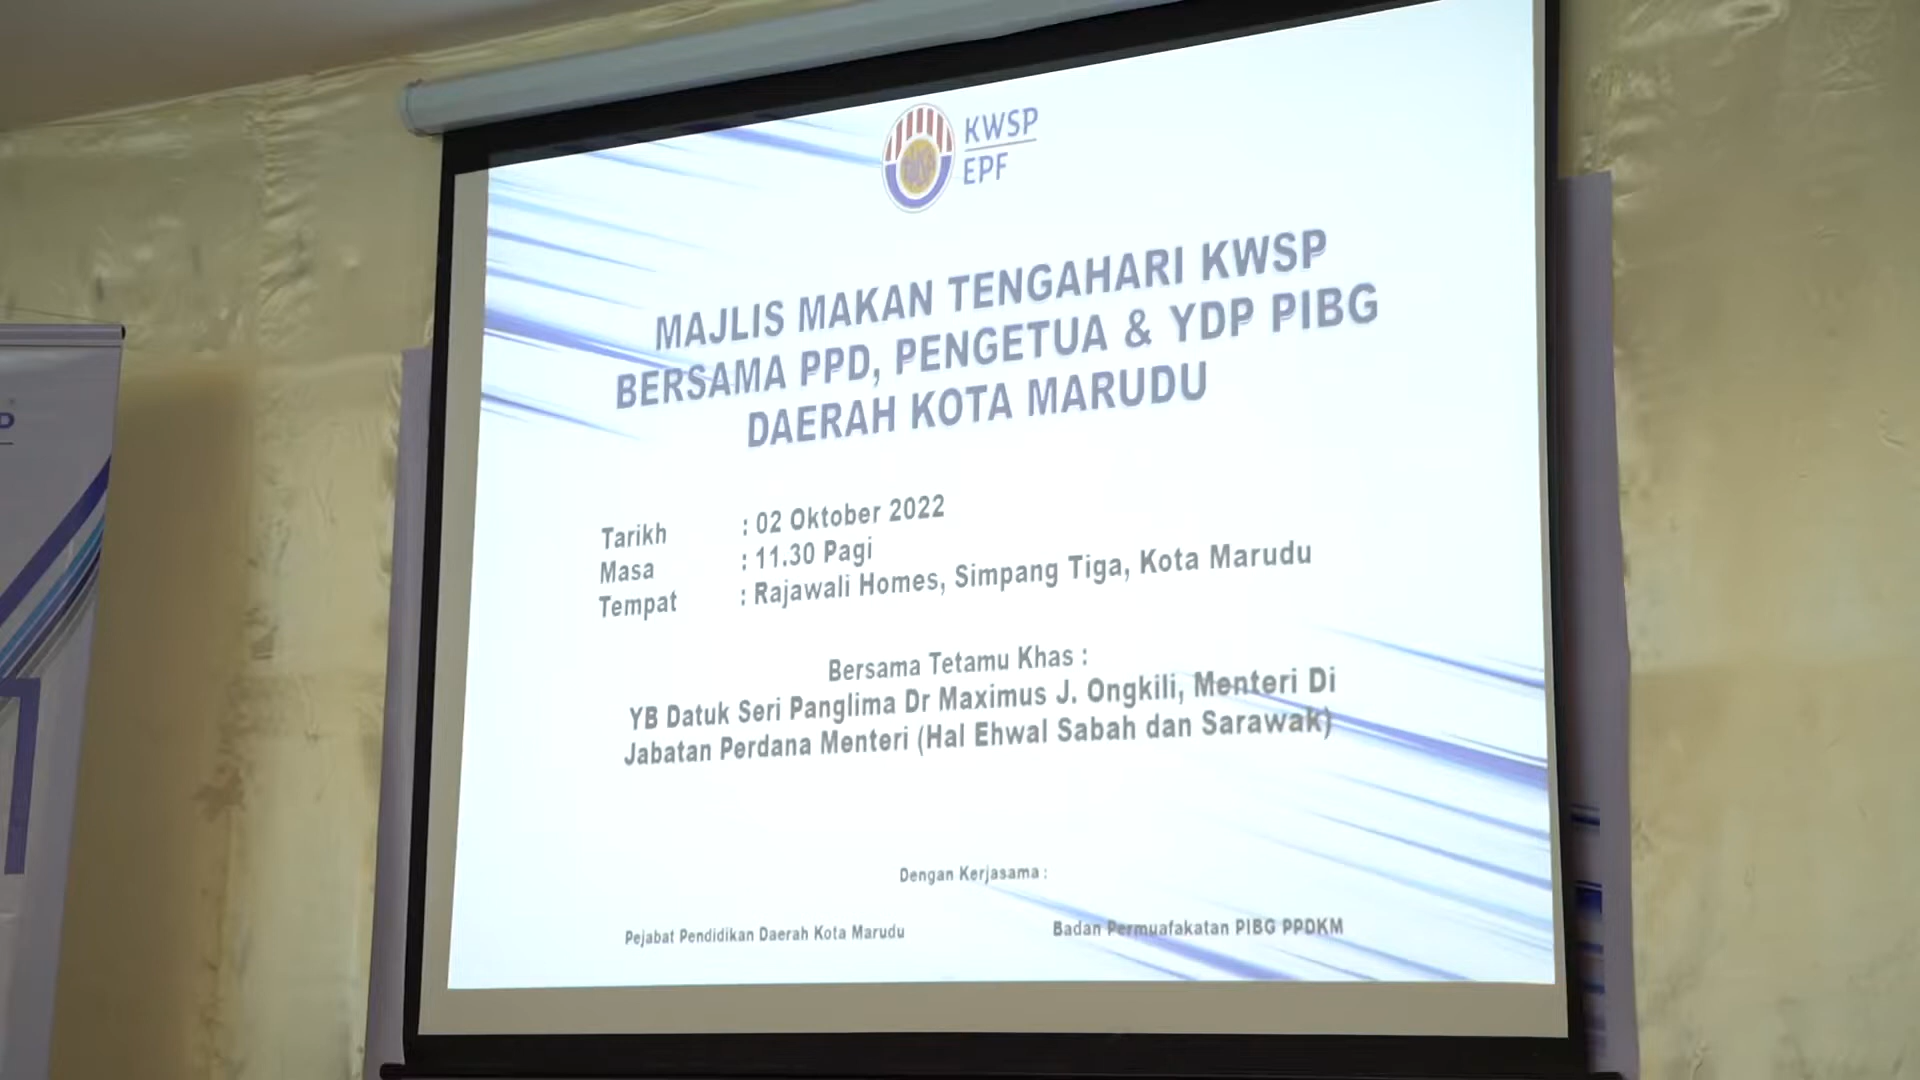 KWSP
EPF
MAJLIS MAKAN TENGAHARI KWSP
BERSAMA PPD, PENGETUA & YDP PIBG
DAERAH KOTA MARUDU
Tarikh : 02 Oktober 2022
Masa : 11.30 Pagi
Tempat : Rajawali Homes, Simpang Tiga, Kota Marudu
Bersama Tetamu Khas :
YB Datuk Seri Panglima Dr Maximus J. Ongkili, Menteri Di
Jabatan Perdana Menteri (Hal Ehwal Sabah dan Sarawak)
Dengan Kerjasama :
Pejabat Pendidikan Daerah Kota Marudu
Badan Permuafakatan PIBG PPDKM